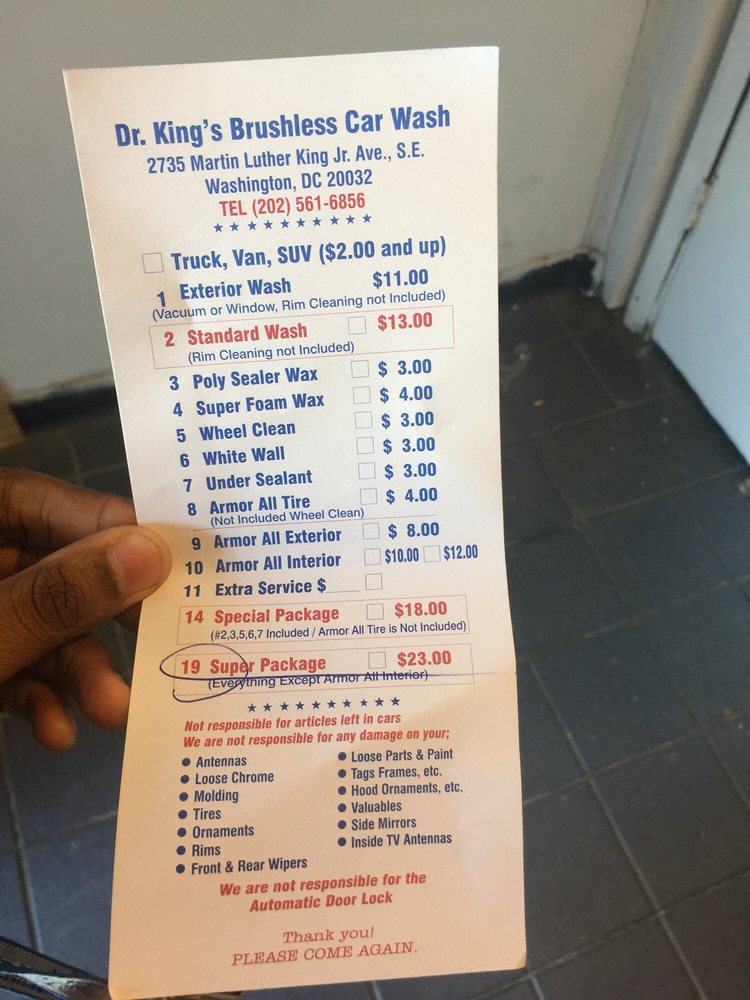 Dr. King's Brushless Car Wash
2735 Martin Luther King Jr. Ave., S.E.
Washington, DC 20032
TEL (202) 561-6856
Truck, Van, SUV ($2.00 and up)
1 Exterior Wash $11.00
(Vacuum or Window, Rim Cleaning not Included)
2 Standard Wash $13.00
(Rim Cleaning not Included)
3 Poly Sealer Wax $ 3.00
4 Super Foam Wax $ 4.00
5 Wheel Clean $ 3.00
6 White Wall $ 3.00
7 Under Sealant $ 3.00
8 Armor All Tire $ 4.00
(Not Included Wheel Clean)
9 Armor All Exterior $ 8.00
10 Armor All Interior $10.00 $12.00
11 Extra Service $
14 Special Package $18.00
(#2,3,5,6,7 Included / Armor All Tire is Not Included)
19 Super Package $23.00
(Everything Except Armor All Interior)
Not responsible for articles left in cars
We are not responsible for any damage on your;
Antennas
Loose Chrome
Molding
Tires
Ornaments
Rims
Front & Rear Wipers
Loose Parts & Paint
Tags Frames, etc.
Hood Ornaments, etc.
Valuables
Side Mirrors
Inside TV Antennas
We are not responsible for the
Automatic Door Lock
Thank you!
PLEASE COME AGAIN.